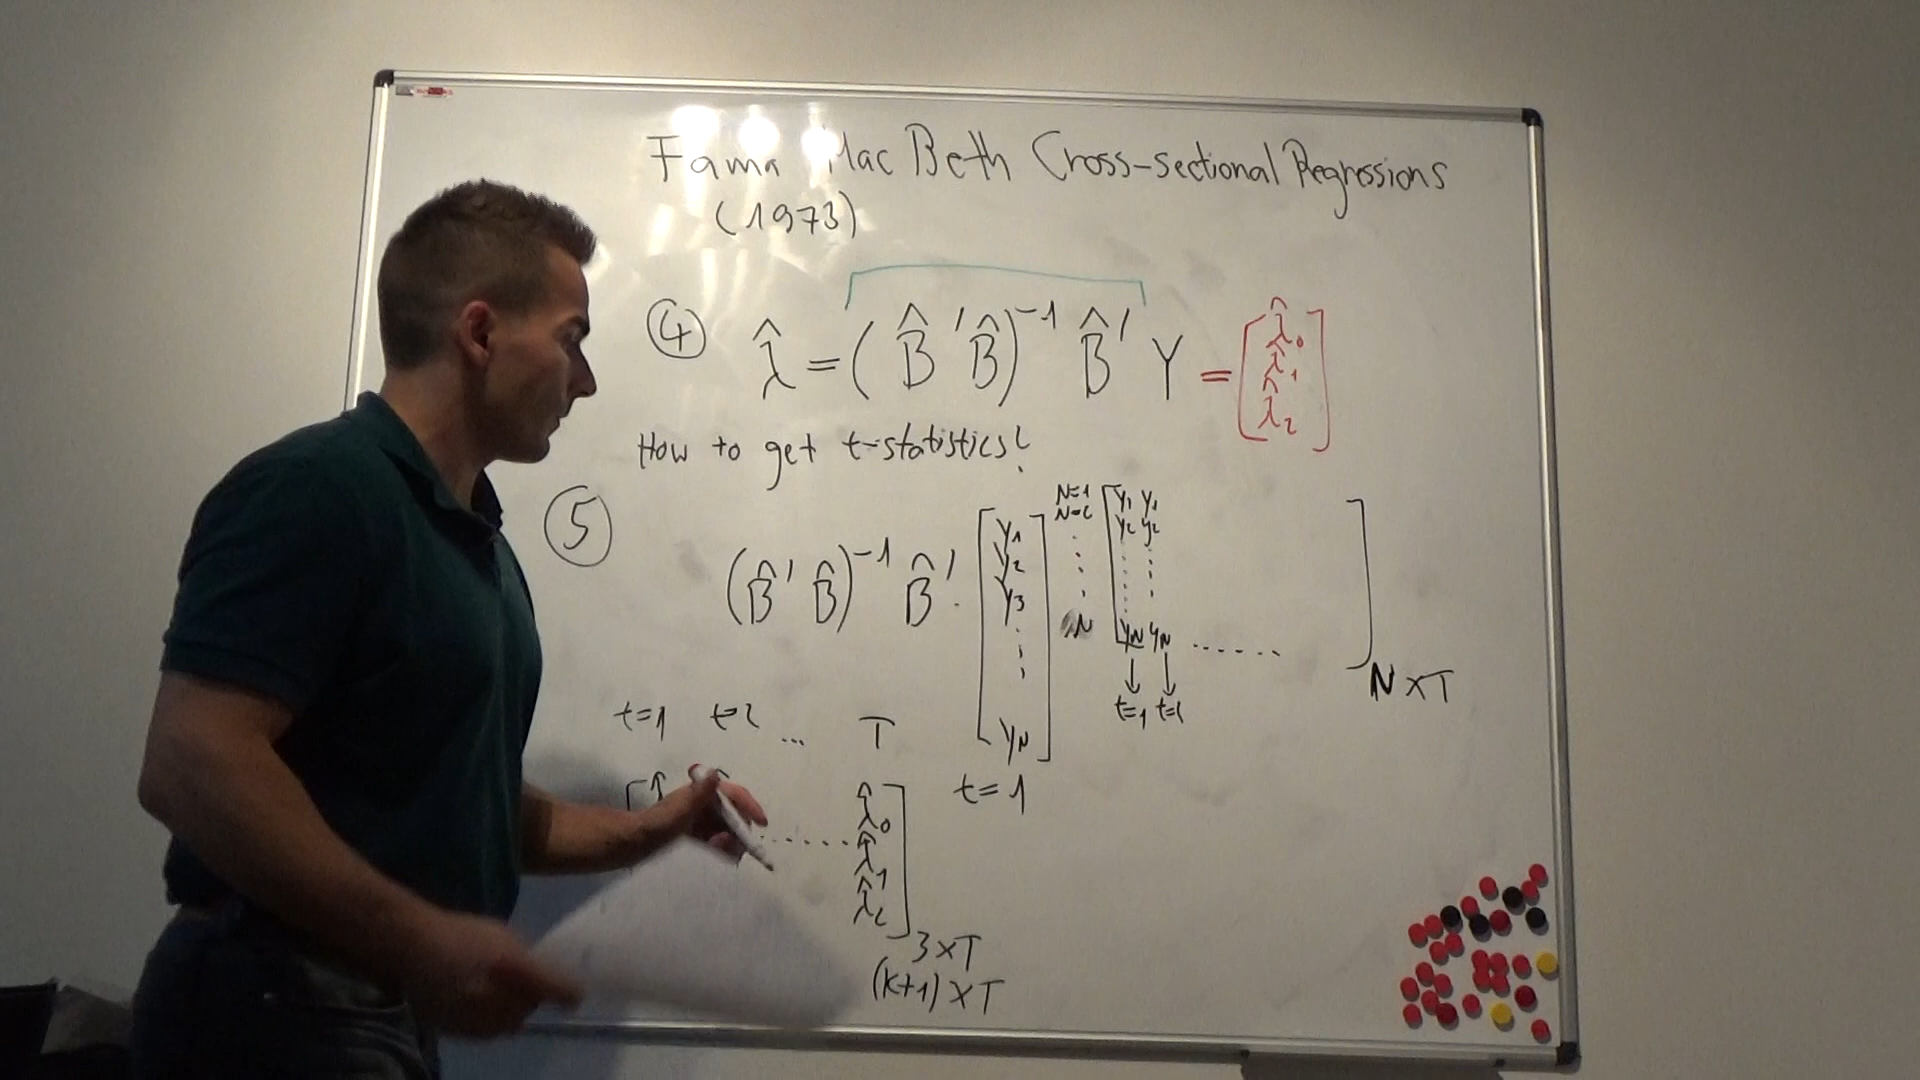 Fama MacBeth Cross-sectional Regressions
(1973)
④ λ̂ = (B̂'B̂)⁻¹ B̂' Y = [λ̂₀ λ̂₁ λ̂₂]
How to get t-statistics?
⑤ (B̂'B̂)⁻¹ B̂' · [Y₁ Y₂ Y₃ ⋮ Y_N]
t=1
N=1
N=2
⋮
N
[Y₁ Y₁
Y₂ Y₂
⋮ ⋮
Y_N Y_N ......] N×T
↓ ↓
t=1 t=2
t=1 t=2 ... T
[ ..... λ̂₀ λ̂₁ λ̂₂]
3×T
(K+1)×T